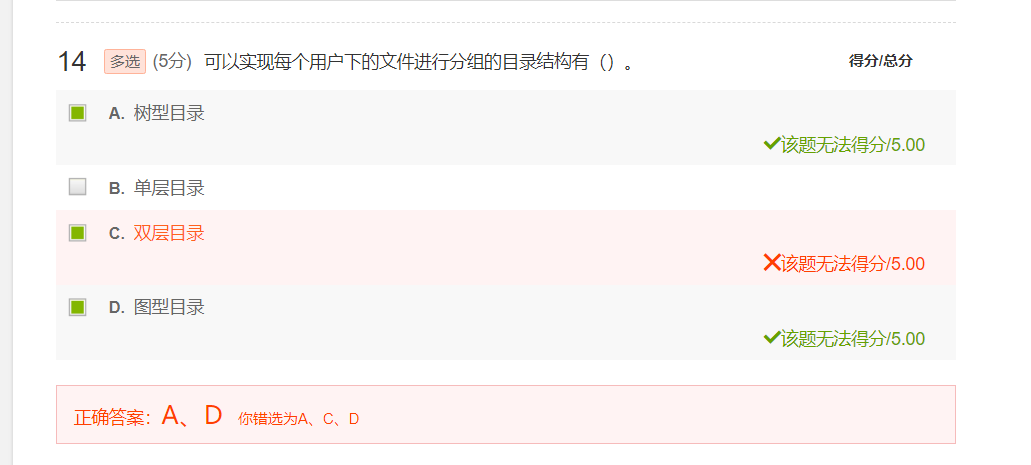 14 多选 (5分) 可以实现每个用户下的文件进行分组的目录结构有（）。 得分/总分
A. 树型目录
该题无法得分/5.00
B. 单层目录
C. 双层目录
该题无法得分/5.00
D. 图型目录
该题无法得分/5.00
正确答案：A、D 你错选为A、C、D